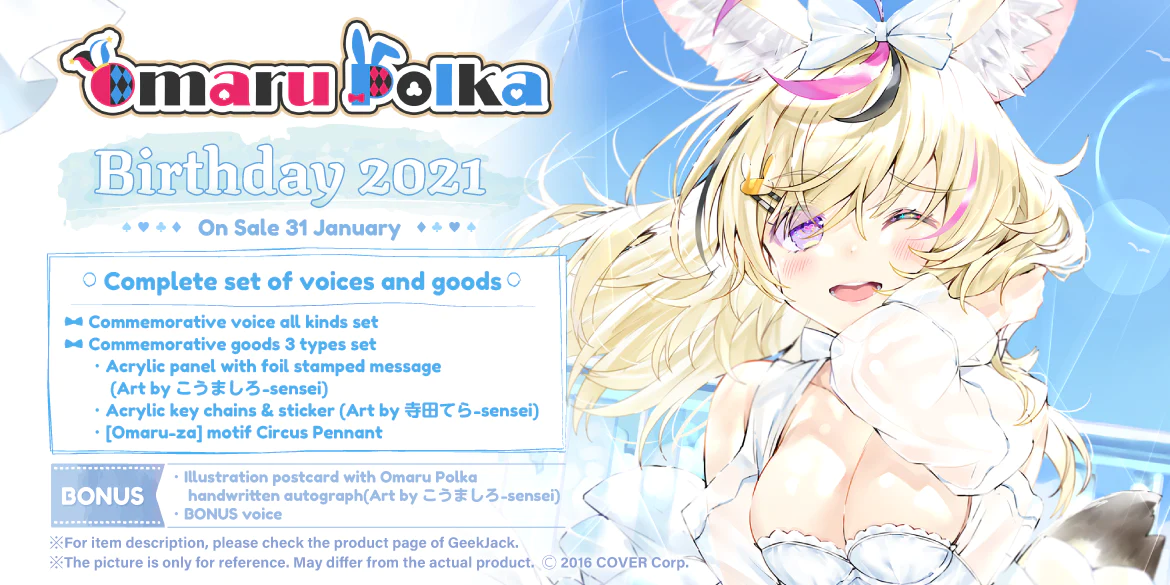 Omaru Polka
Birthday 2021
On Sale 31 January
Complete set of voices and goods
Commemorative voice all kinds set
Commemorative goods 3 types set
・Acrylic panel with foil stamped message
(Art by こうましろ-sensei)
・Acrylic key chains & sticker (Art by 寺田てら-sensei)
・[Omaru-za] motif Circus Pennant
BONUS
・Illustration postcard with Omaru Polka
handwritten autograph(Art by こうましろ-sensei)
・BONUS voice
※For item description, please check the product page of GeekJack.
※The picture is only for reference. May differ from the actual product. © 2016 COVER Corp.